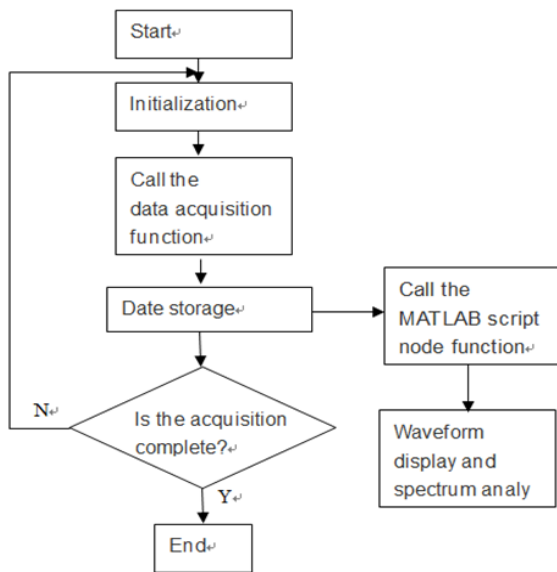 Start
Initialization
Call the
data acquisition
function
Date storage
Call the
MATLAB script
node function
N
Is the acquisition
complete?
Waveform
display and
spectrum analy
Y
End